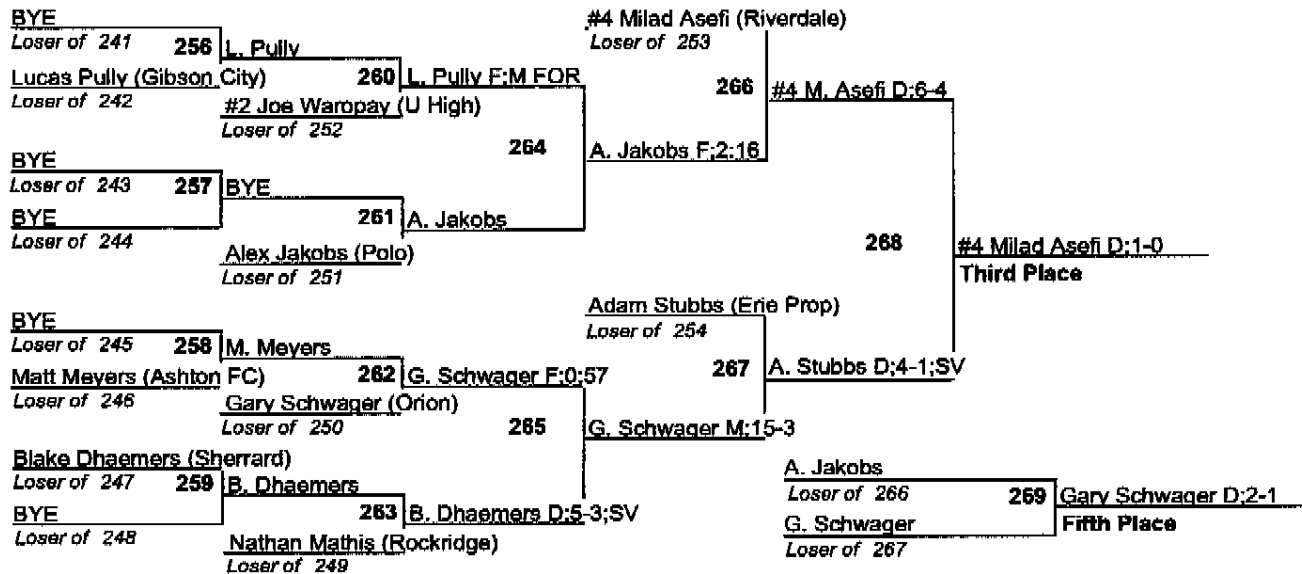 BYE
Loser of 241
256 L. Pully
Lucas Pully (Gibson City)
Loser of 242
260 L. Pully F;M FOR
#2 Joe Waropay (U High)
Loser of 252
264
BYE
Loser of 243
257 BYE
BYE
Loser of 244
261 A. Jakobs
Alex Jakobs (Polo)
Loser of 251
#4 Milad Asefi (Riverdale)
Loser of 253
266 #4 M. Asefi D;6-4
A. Jakobs F;2:16
268
#4 Milad Asefi D;1-0
Third Place
BYE
Loser of 245
258 M. Meyers
Matt Meyers (Ashton FC)
Loser of 246
262 G. Schwager F;0:57
Gary Schwager (Orion)
Loser of 250
265
Blake Dhaemers (Sherrard)
Loser of 247
259 B. Dhaemers
BYE
Loser of 248
263 B. Dhaemers D;5-3;SV
Nathan Mathis (Rockridge)
Loser of 249
Adam Stubbs (Erie Prop)
Loser of 254
267 A. Stubbs D;4-1;SV
G. Schwager M;15-3
A. Jakobs
Loser of 266
269 Gary Schwager D;2-1
Fifth Place
G. Schwager
Loser of 267